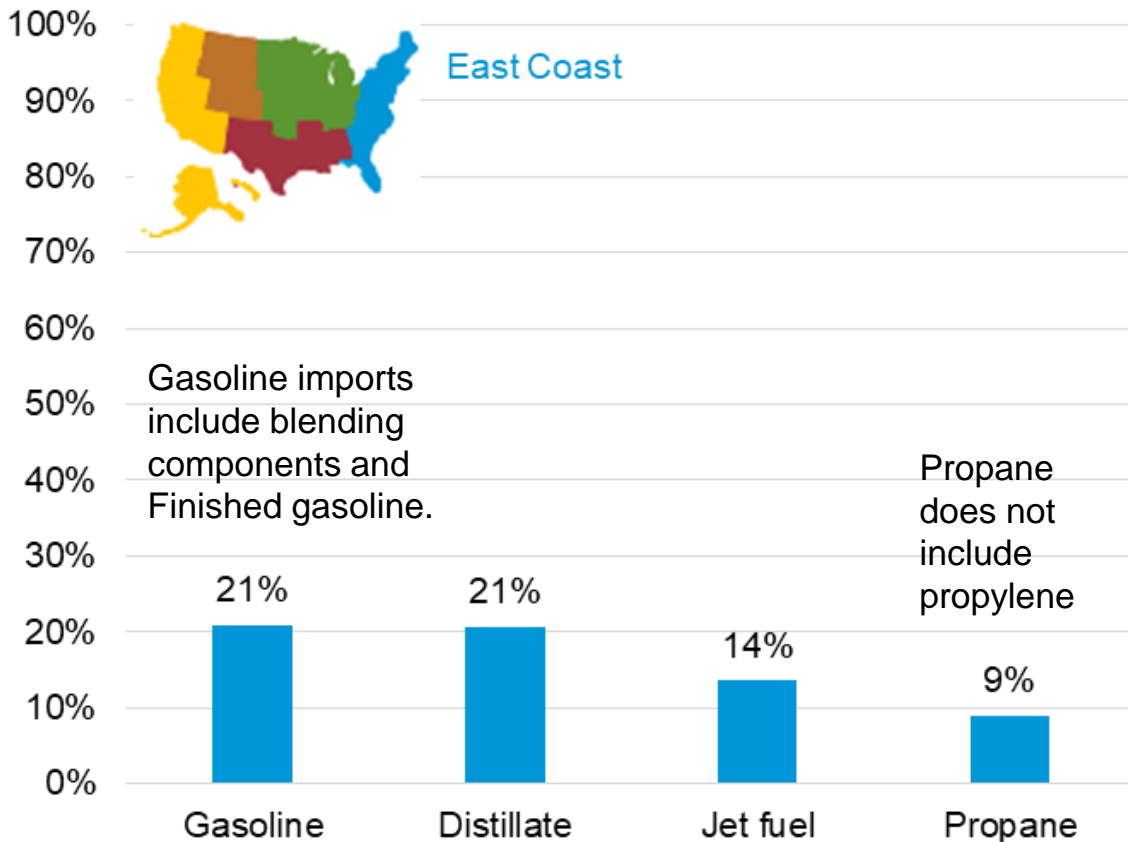 100%
90%
80%
70%
60%
50%
40%
30%
20%
10%
0%
East Coast
Gasoline imports
include blending
components and
Finished gasoline.
Propane
does not
include
propylene
21%
21%
14%
9%
Gasoline
Distillate
Jet fuel
Propane